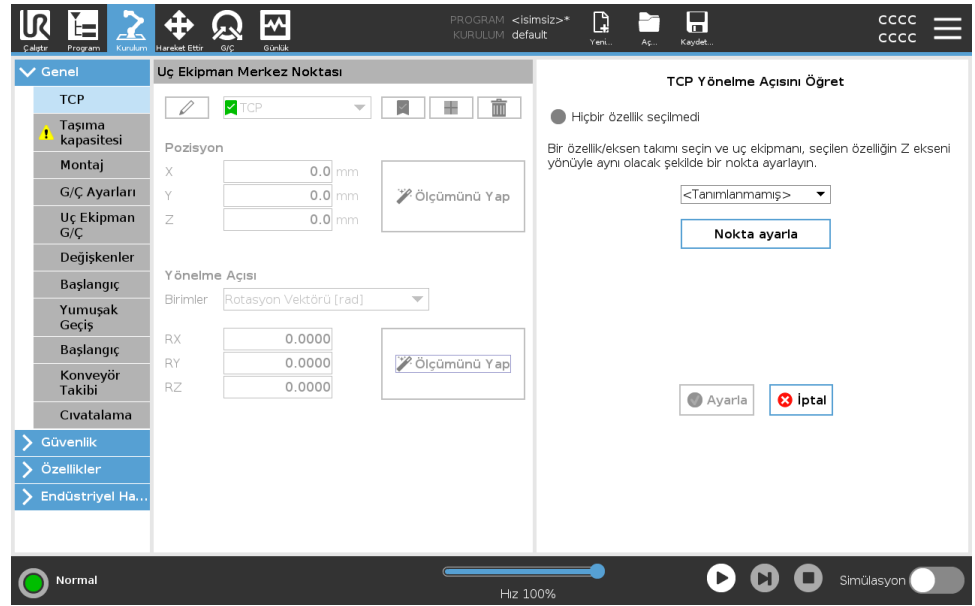 PROGRAM <isimsiz>*
KURULUM default
Çalıştır Program Kurulum Hareket Ettir G/Ç Günlük
Yeni... Aç... Kaydet...
cccc
cccc
Genel
TCP
Taşıma
kapasitesi
Montaj
G/Ç Ayarları
Uç Ekipman
G/Ç
Değişkenler
Başlangıç
Yumuşak
Geçiş
Başlangıç
Konveyör
Takibi
Cıvatalama
Güvenlik
Özellikler
Endüstriyel Ha...
Uç Ekipman Merkez Noktası
TCP
Pozisyon
X 0.0 mm
Y 0.0 mm
Z 0.0 mm
Ölçümünü Yap
Yönelme Açısı
Birimler Rotasyon Vektörü [rad]
RX 0.0000
RY 0.0000
RZ 0.0000
Ölçümünü Yap
TCP Yönelme Açısını Öğret
Hiçbir özellik seçilmedi
Bir özellik/eksen takımı seçin ve uç ekipmanı, seçilen özelliğin Z ekseni
yönüyle aynı olacak şekilde bir nokta ayarlayın.
<Tanımlanmamış>
Nokta ayarla
Ayarla
İptal
Normal
Hız 100%
Simülasyon